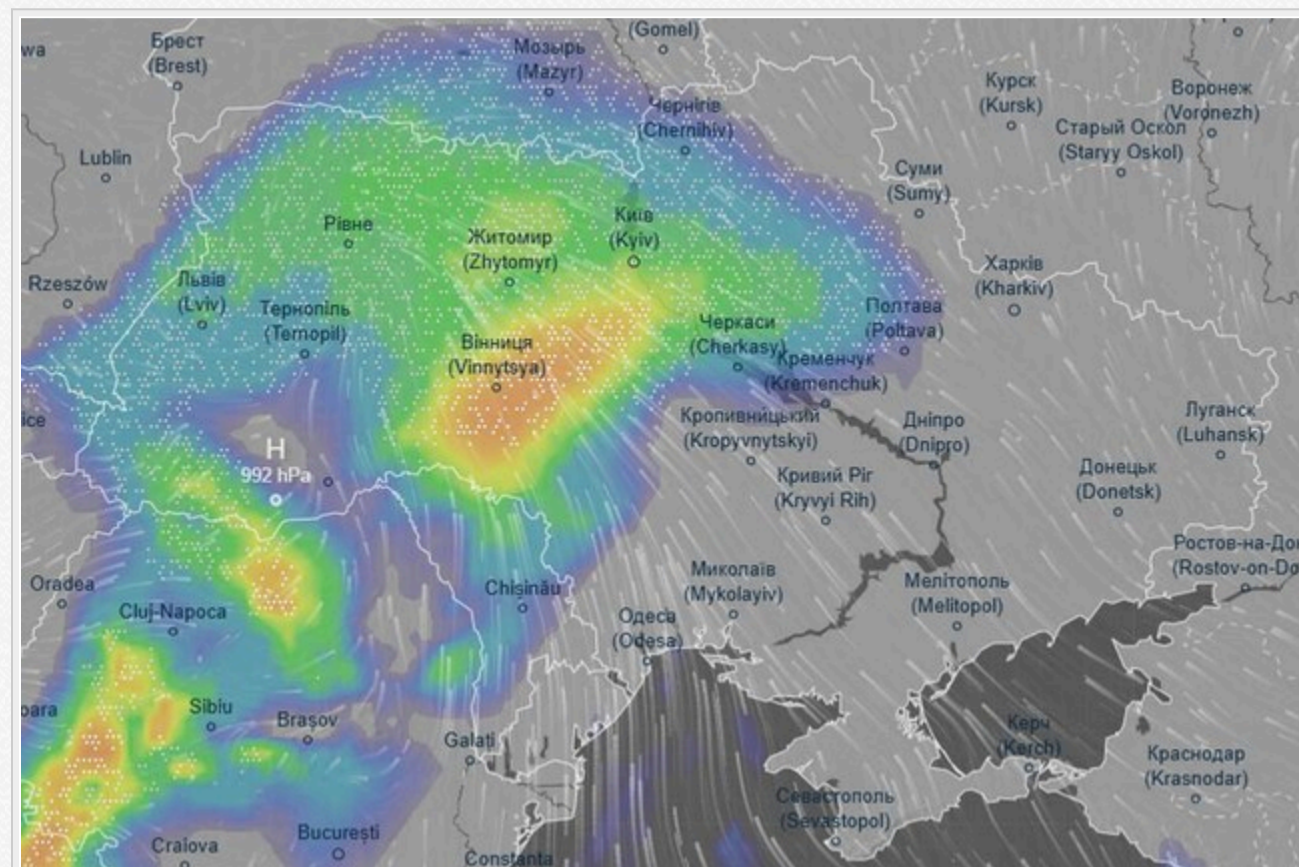 (Gomel)
Брест
(Brest)
wa
Мозырь
(Mazyr)
Курск
(Kursk)
Воронеж
(Voronezh)
Чернігів
(Chernihiv)
Старый Оскол
(Staryy Oskol)
Lublin
Суми
(Sumy)
Рівне
Київ
(Kyiv)
Житомир
(Zhytomyr)
Харків
(Kharkiv)
Rzeszów
Львів
(Lviv)
Тернопіль
(Ternopil)
Черкаси
(Cherkasy)
Полтава
(Poltava)
Вінниця
(Vinnytsya)
Кременчук
(Kremenchuk)
ice
Кропивницький
(Kropyvnytskyi)
Дніпро
(Dnipro)
Луганск
(Luhansk)
H
992 hPa
Кривий Ріг
(Kryvyi Rih)
Донецьк
(Donetsk)
Ростов-на-До
(Rostov-on-Do
Oradea
Cluj-Napoca
Chișinău
Миколаїв
(Mykolayiv)
Мелітополь
(Melitopol)
Одеса
(Odesa)
oara
Sibiu
Brașov
Galați
Керч
(Kerch)
Краснодар
(Krasnodar)
Севастополь
(Sevastopol)
București
Craiova
Constanța